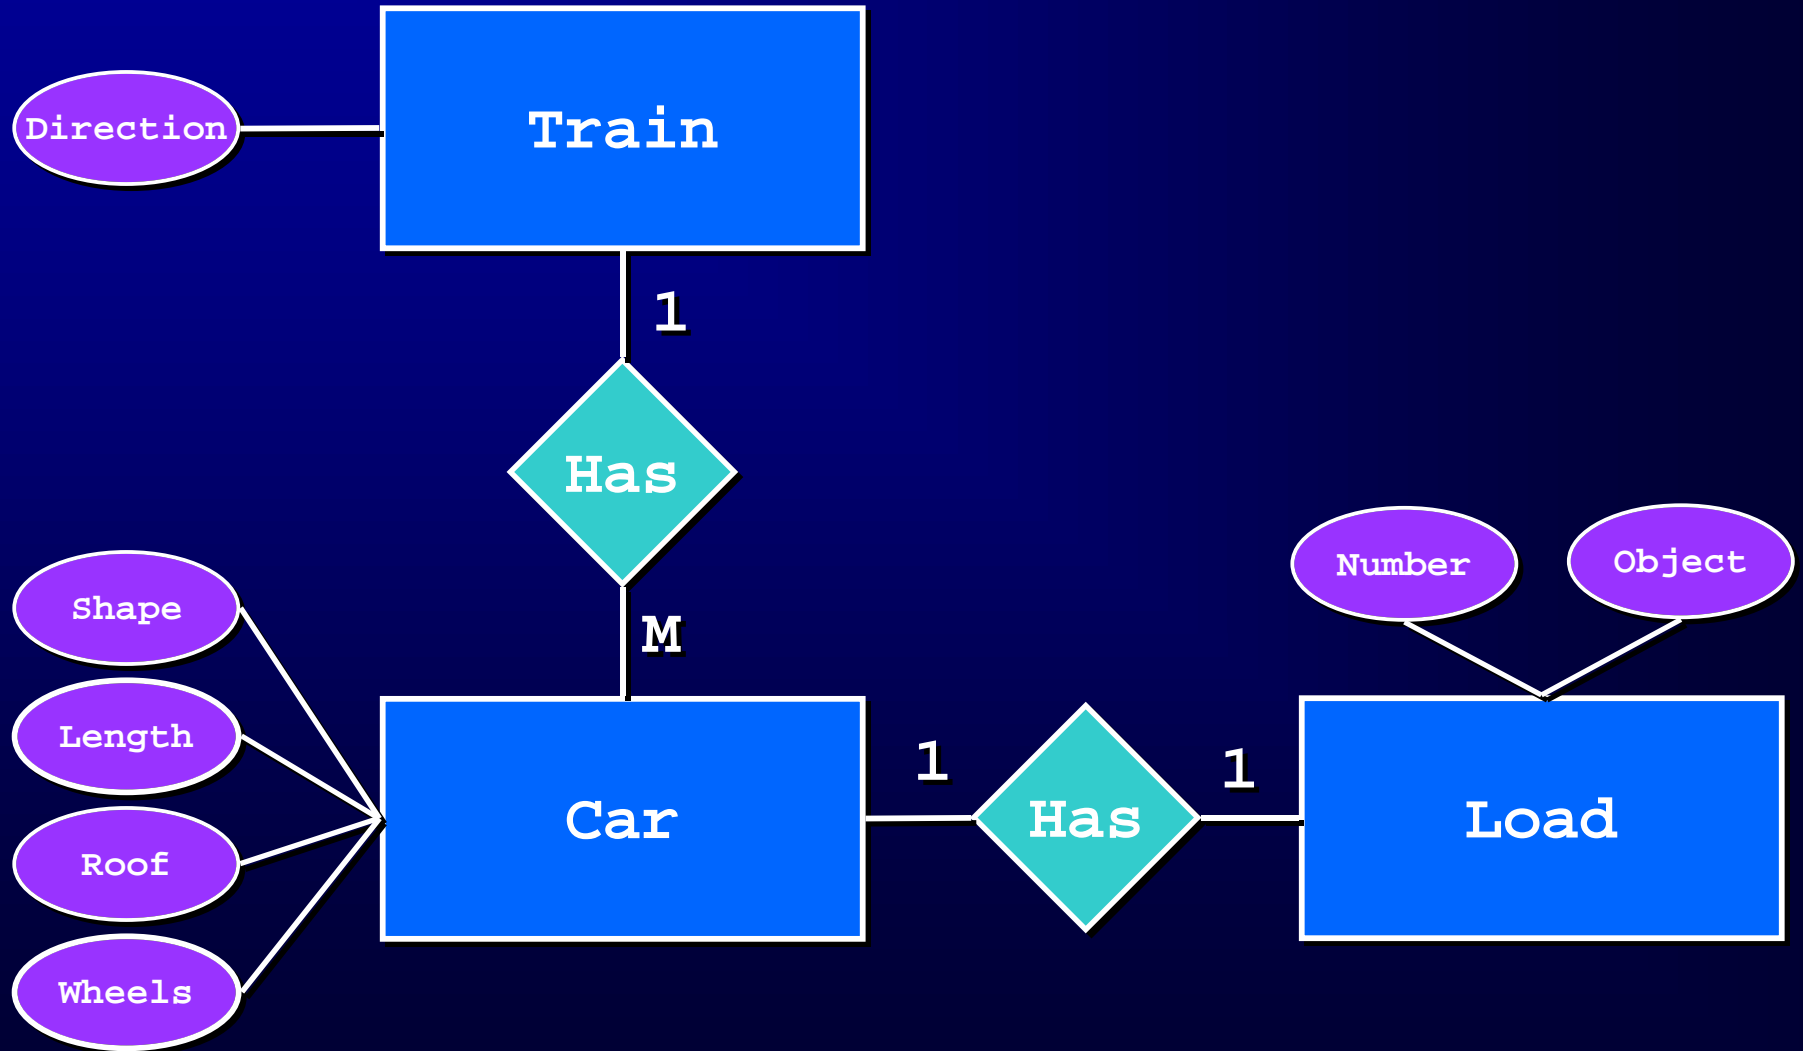 Train
Direction
1
Has
M
Shape
Length
Roof
Wheels
Car
1
Has
1
Number
Object
Load